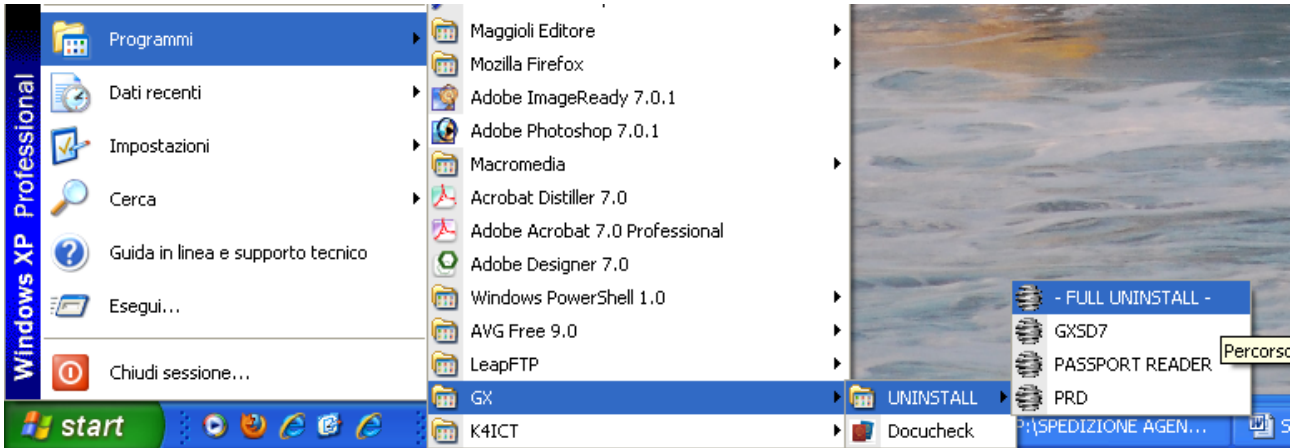 Windows XP Professional
Programmi
Dati recenti
Impostazioni
Cerca
Guida in linea e supporto tecnico
Esegui...
Chiudi sessione...
start
Maggioli Editore
Mozilla Firefox
Adobe ImageReady 7.0.1
Adobe Photoshop 7.0.1
Macromedia
Acrobat Distiller 7.0
Adobe Acrobat 7.0 Professional
Adobe Designer 7.0
Windows PowerShell 1.0
AVG Free 9.0
LeapFTP
GX
K4ICT
UNINSTALL
Docucheck
- FULL UNINSTALL -
GXSD7
PASSPORT READER
PRD
Percorso
P:\SPEDIZIONE AGEN...